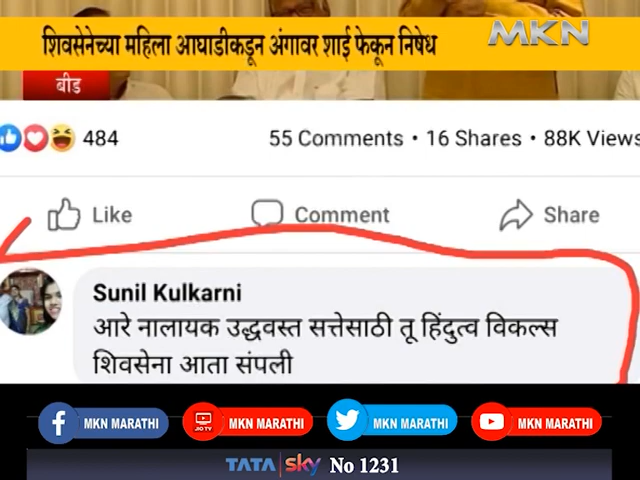 MKN
शिवसेनेच्या महिला आघाडीकडून अंगावर शाई फेकून निषेध
बीड
484 55 Comments • 16 Shares • 88K Views
Like Comment Share
Sunil Kulkarni
आरे नालायक उद्धवस्त सत्तेसाठी तू हिंदुत्व विकल्स
शिवसेना आता संपली
MKN MARATHI JIO TV MKN MARATHI MKN MARATHI MKN MARATHI
TATA sky No 1231